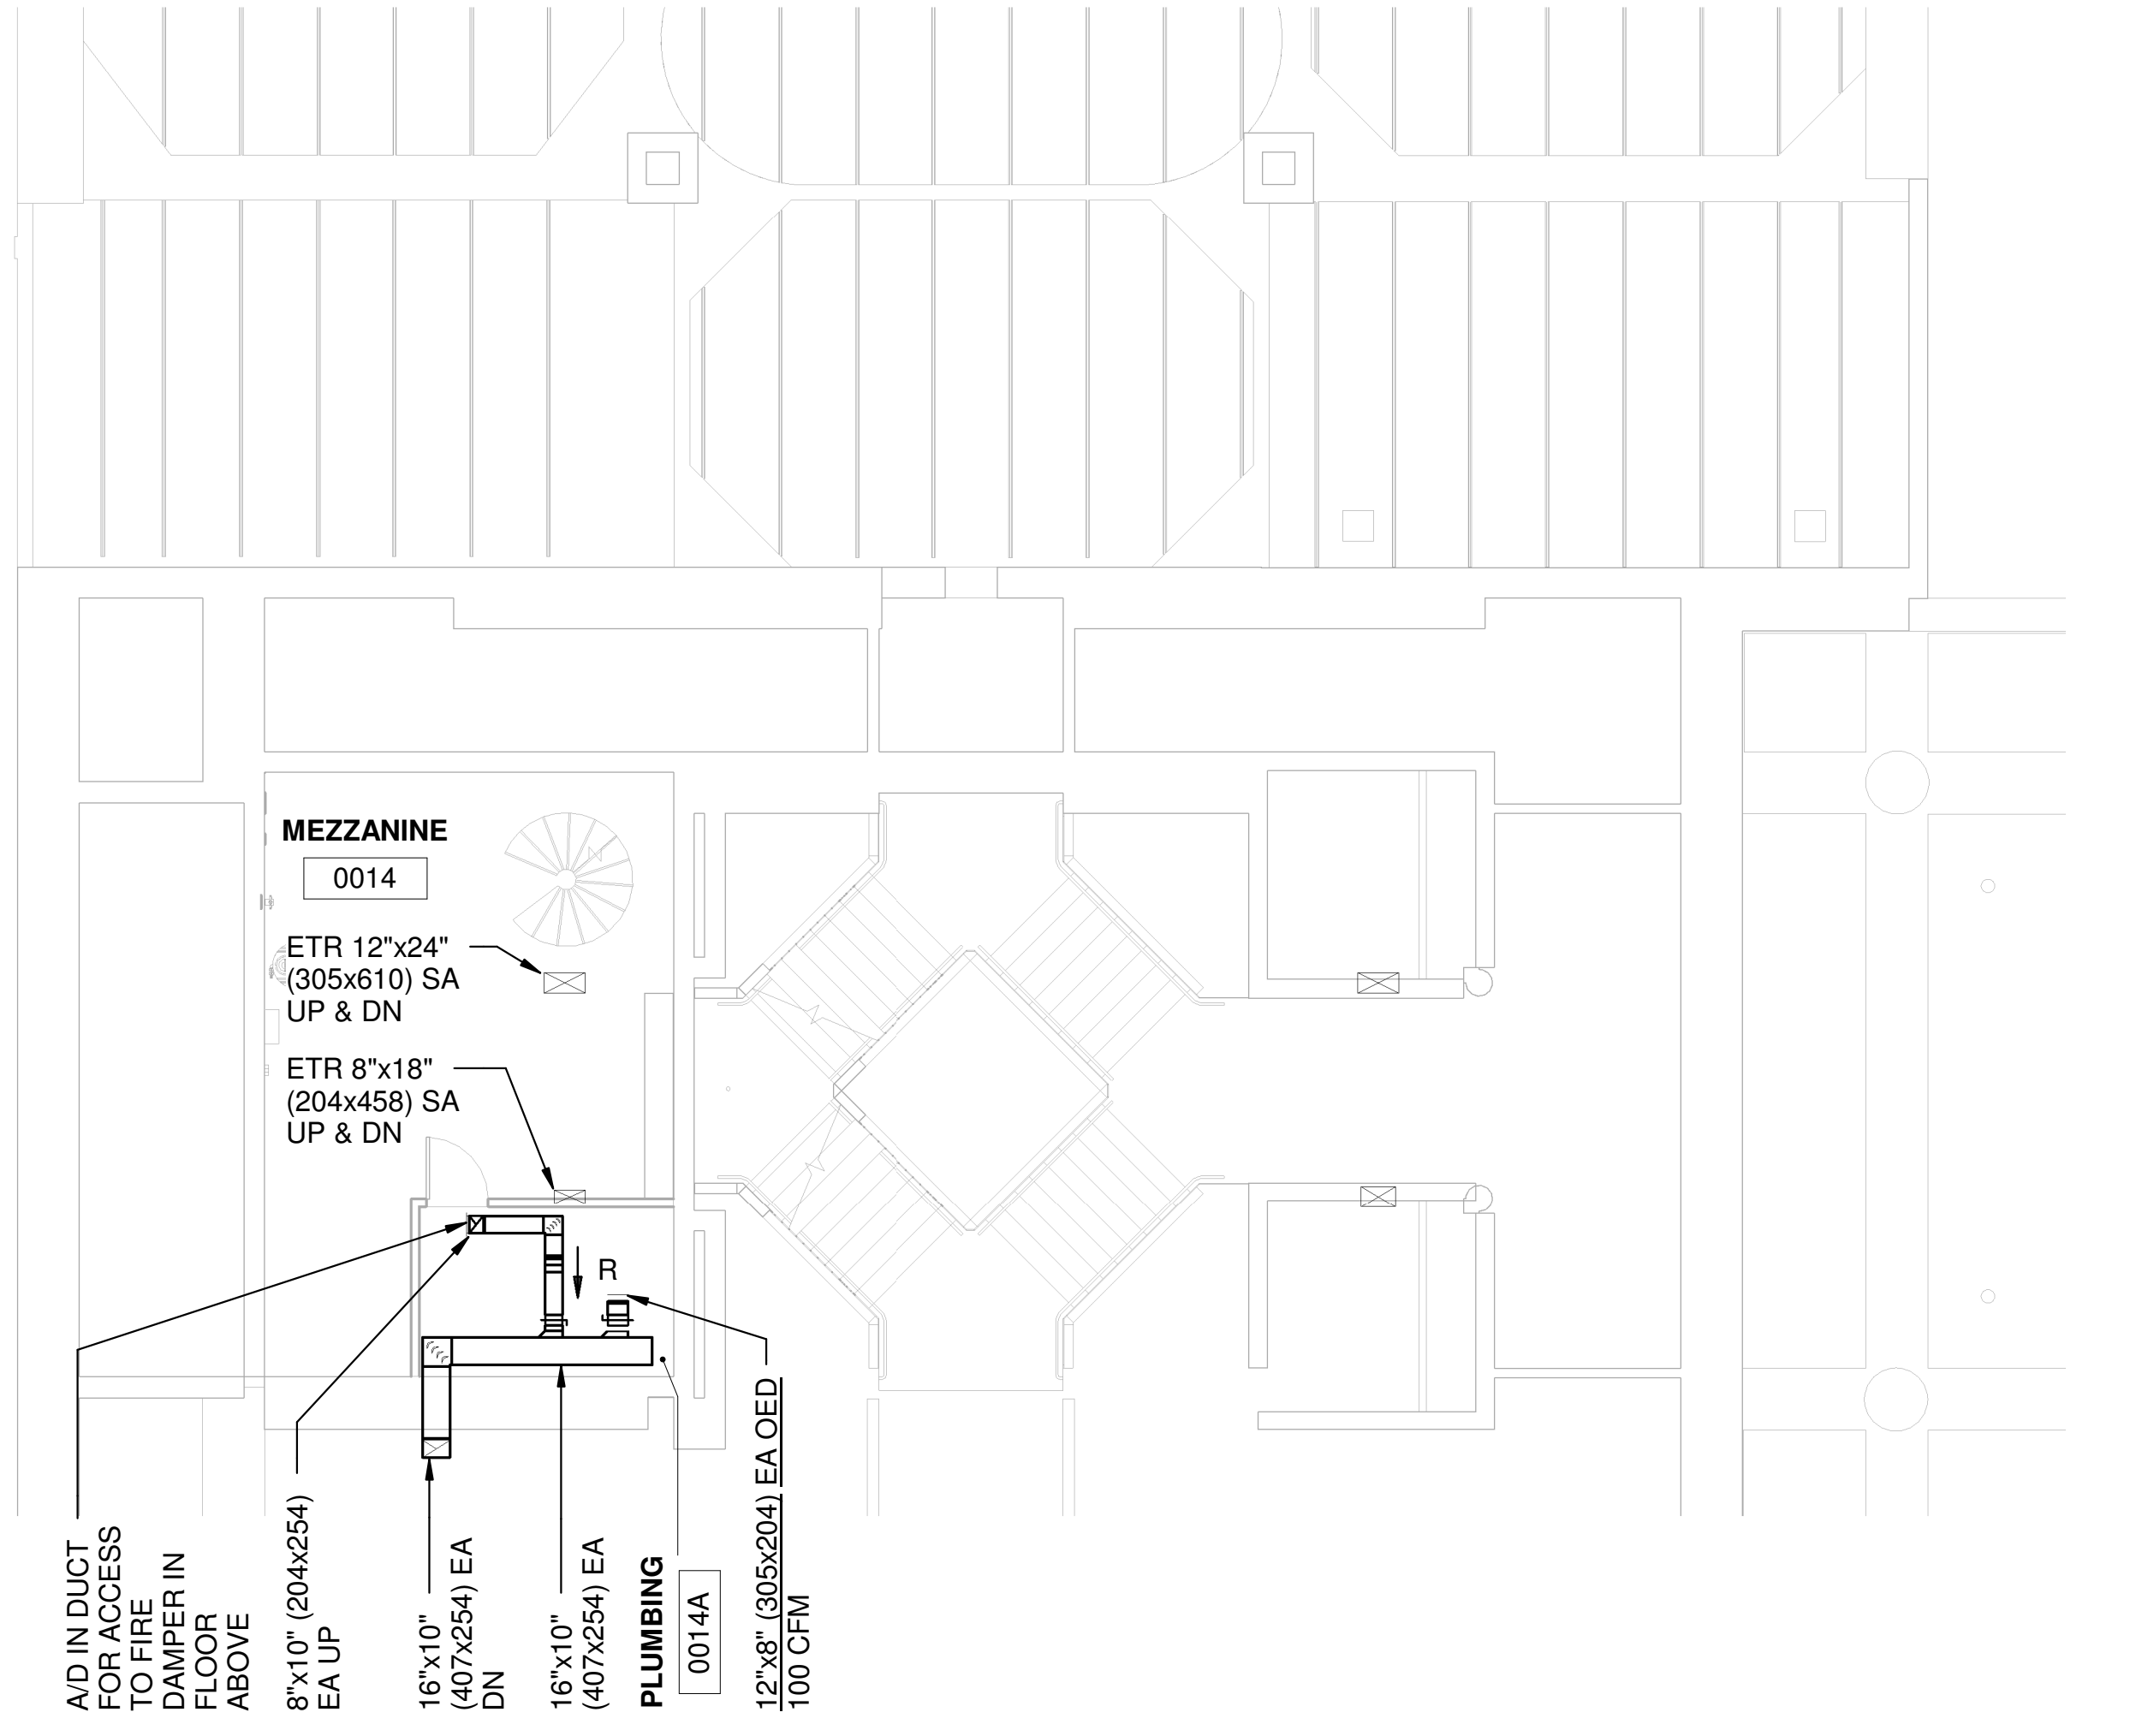 MEZZANINE
0014
ETR 12"x24"
(305x610) SA
UP & DN
ETR 8"x18"
(204x458) SA
UP & DN
R
A/D IN DUCT
FOR ACCESS
TO FIRE
DAMPER IN
FLOOR
ABOVE
8"x10" (204x254)
EA UP
16"x10"
(407x254) EA
DN
16"x10"
(407x254) EA
PLUMBING
0014A
12"x8" (305x204) EA OED
100 CFM